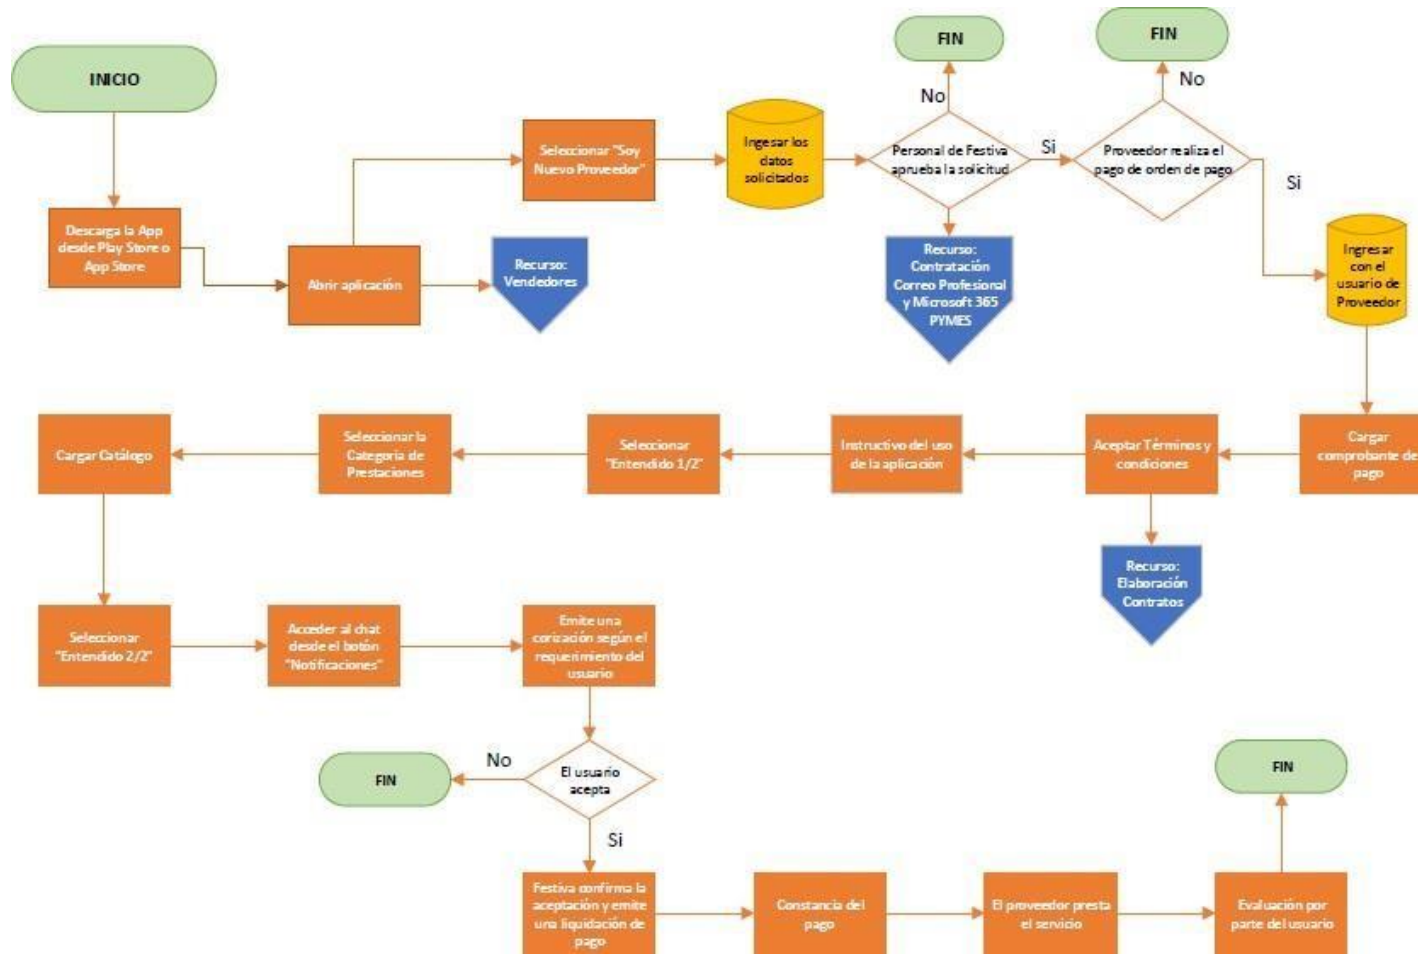 INICIO
Descarga la App
desde Play Store o
App Store
Abrir aplicación
Recurso:
Vendedores
Seleccionar "Soy
Nuevo Proveedor"
Ingesar los
datos
solicitados
Personal de Festiva
aprueba la solicitud
No
FIN
Recurso:
Contratación
Correo Profesional
y Microsoft 365
PYMES
Si
Proveedor realiza el
pago de orden de pago
No
FIN
Si
Ingresar
con el
usuario de
Proveedor
Cargar
comprobante de
pago
Aceptar Términos y
condiciones
Recurso:
Elaboración
Contratos
Instructivo del uso
de la aplicación
Seleccionar
"Entendido 1/2"
Seleccionar la
Categoria de
Prestaciones
Cargar Catálogo
Seleccionar
"Entendido 2/2"
Acceder al chat
desde el botón
"Notificaciones"
Emite una
corización según el
requerimiento del
usuario
El usuario
acepta
No
FIN
Si
Festiva confirma la
aceptación y emite
una liquidación de
pago
Constancia del
pago
El proveedor presta
el servicio
Evaluación por
parte del usuario
FIN